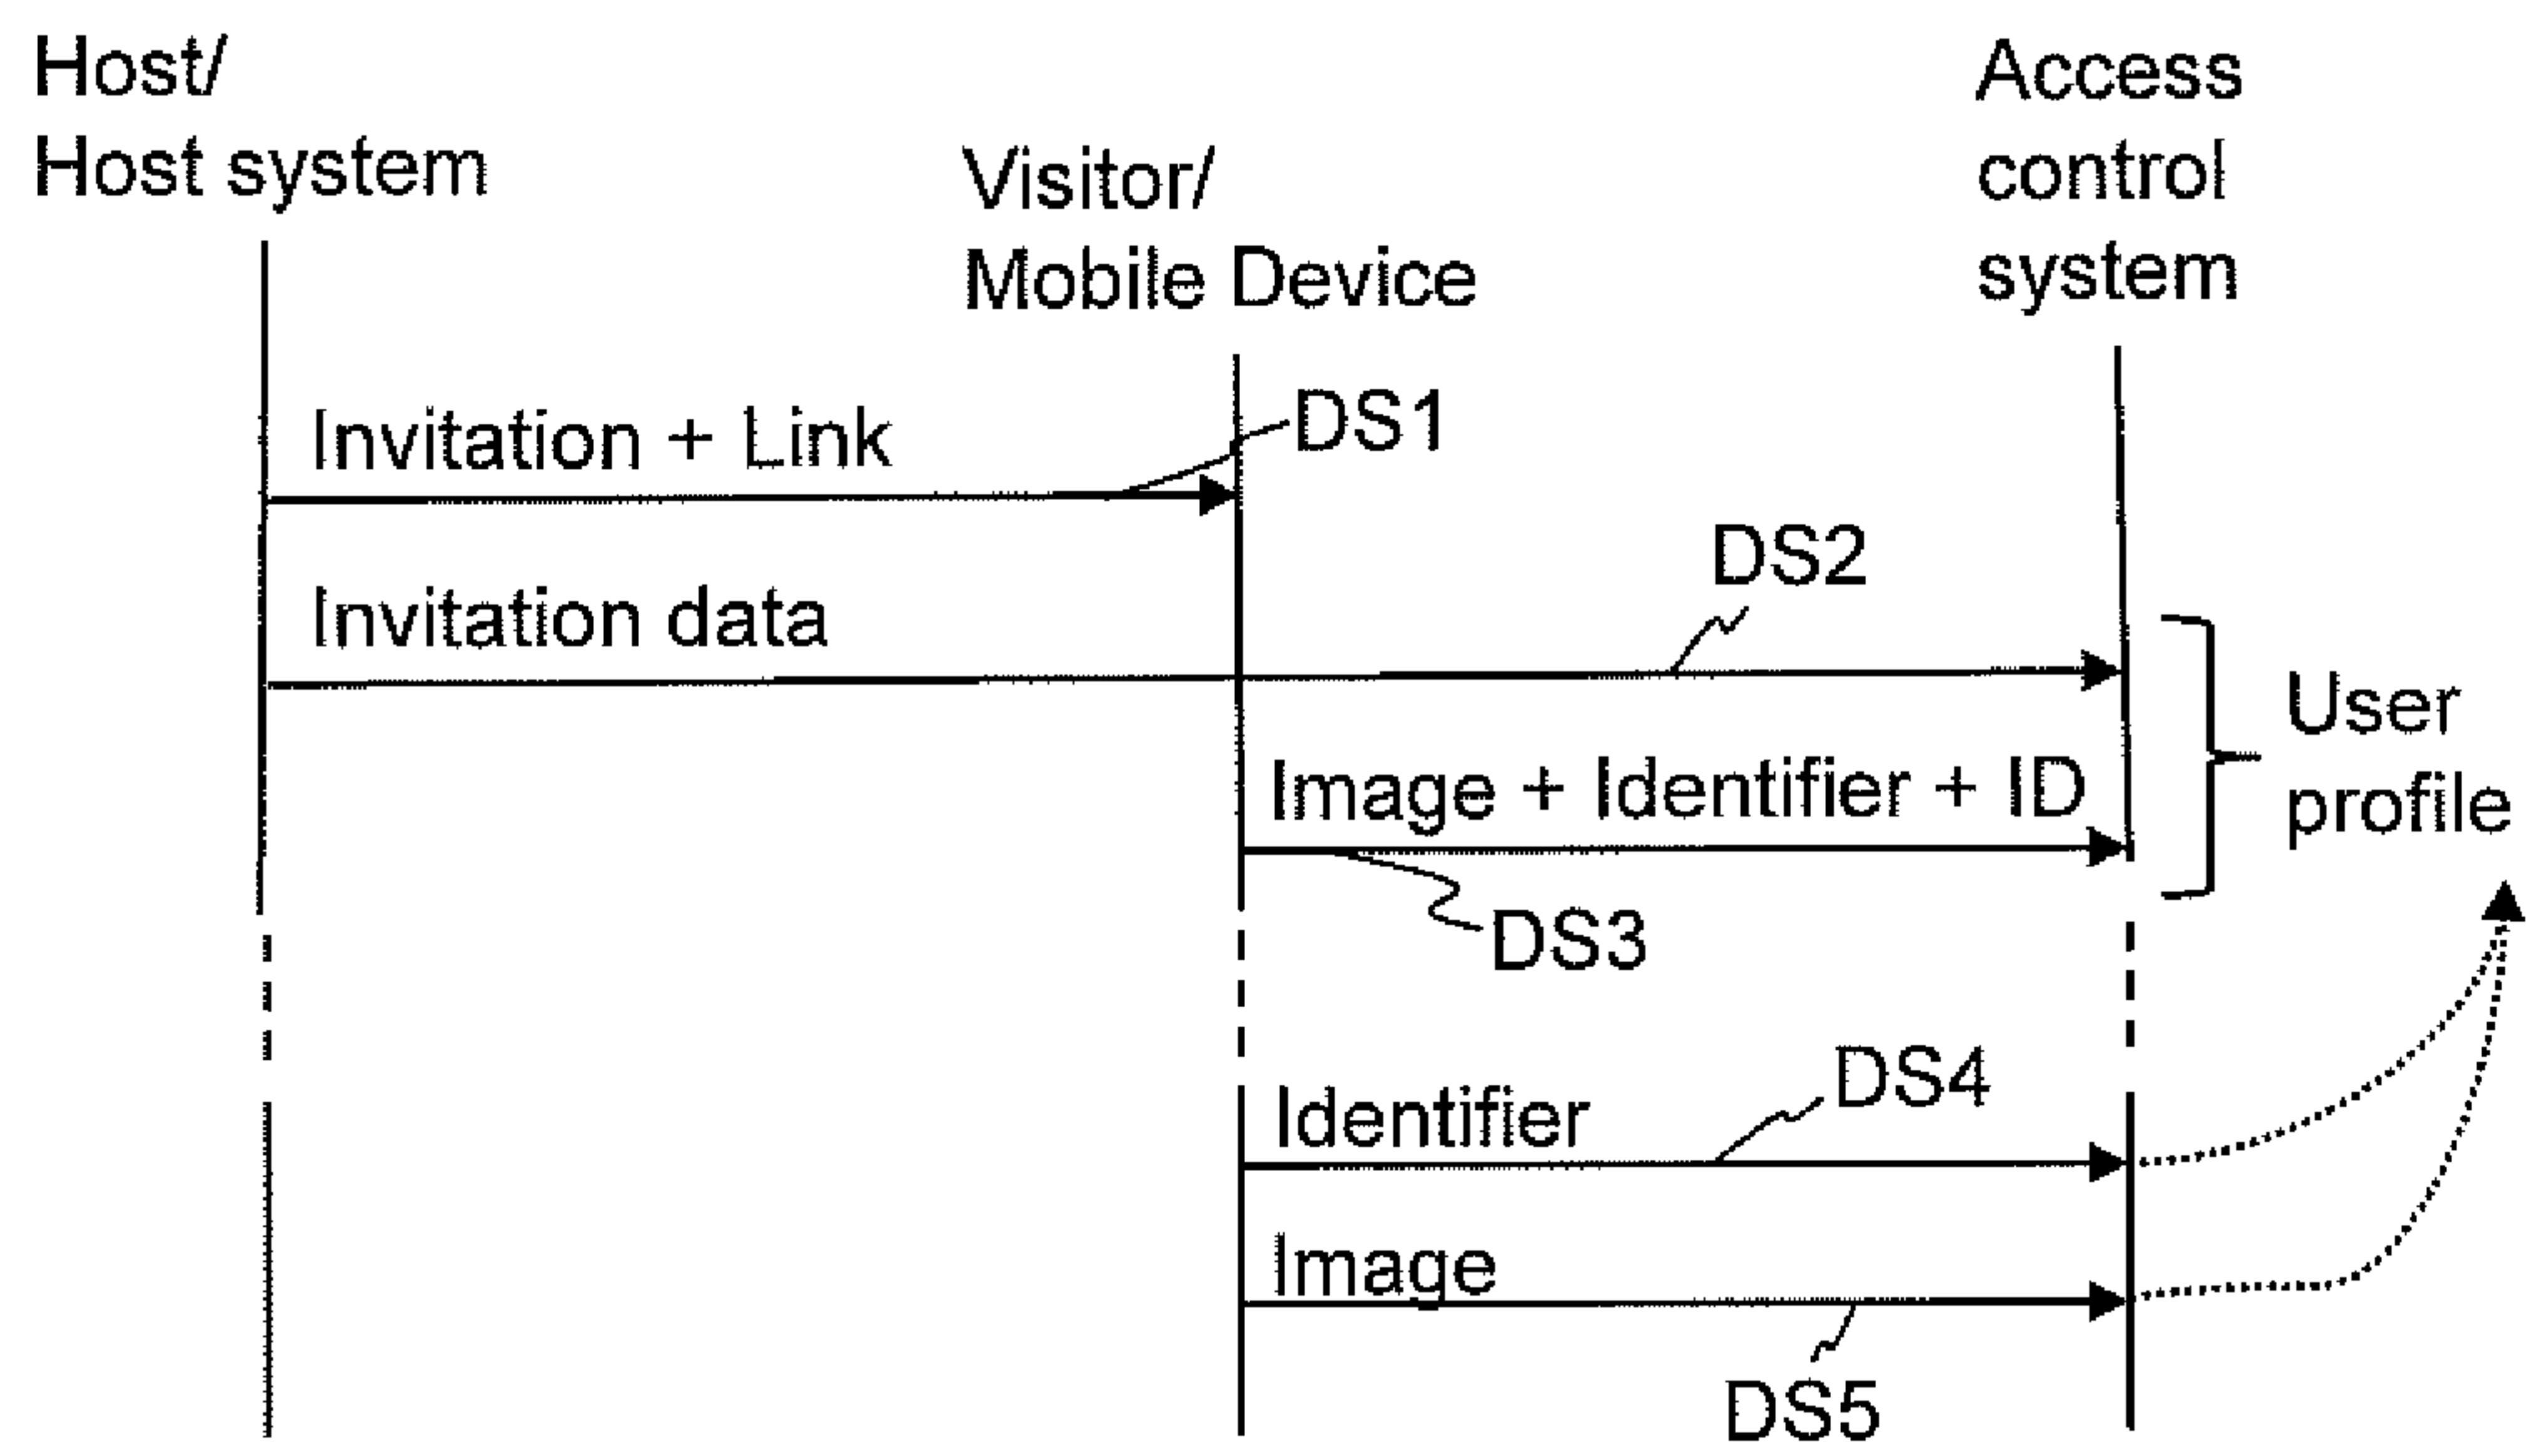 Host/
Host system
Visitor/
Mobile Device
Access
control
system
Invitation + Link
DS1
DS2
Invitation data
User
profile
Image + Identifier + ID
DS3
DS4
Identifier
Image
DS5